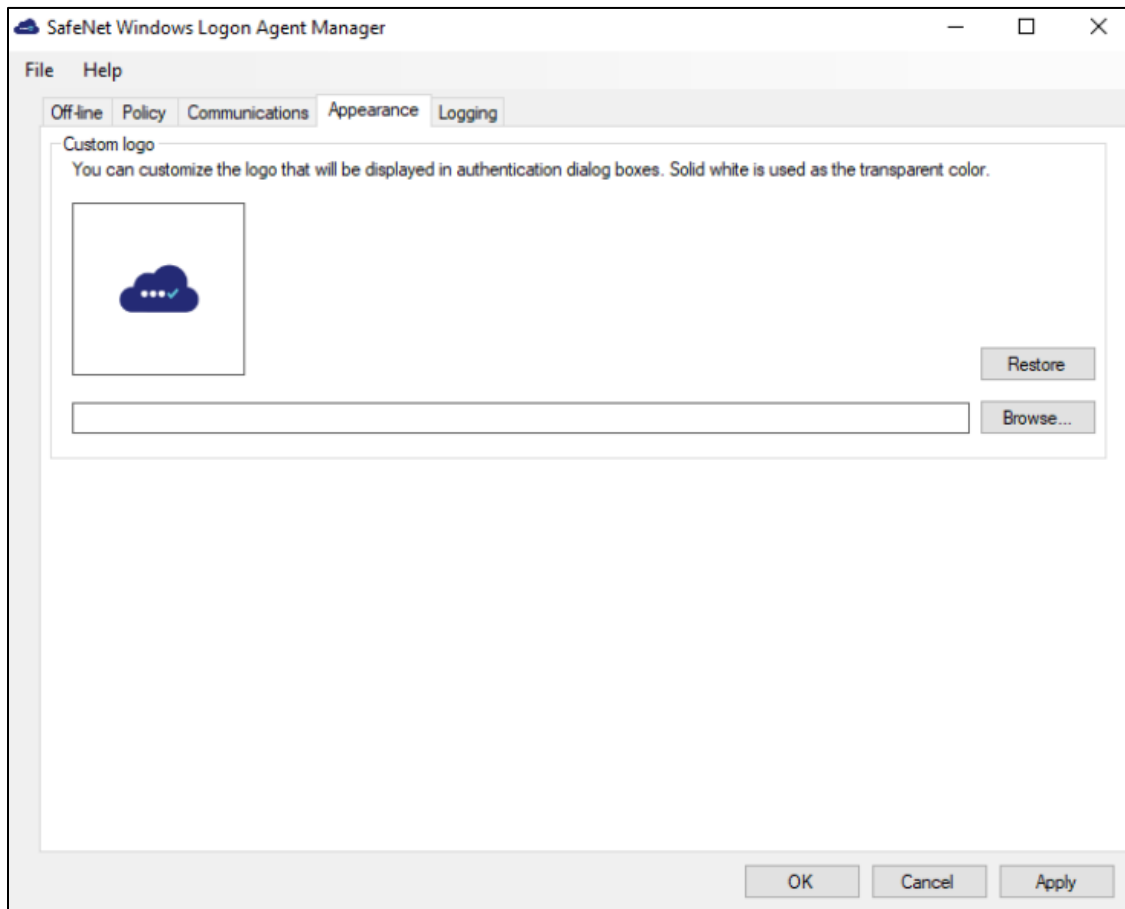 SafeNet Windows Logon Agent Manager
File Help
Off-line Policy Communications Appearance Logging
Custom logo
You can customize the logo that will be displayed in authentication dialog boxes. Solid white is used as the transparent color.
Restore
Browse...
OK Cancel Apply